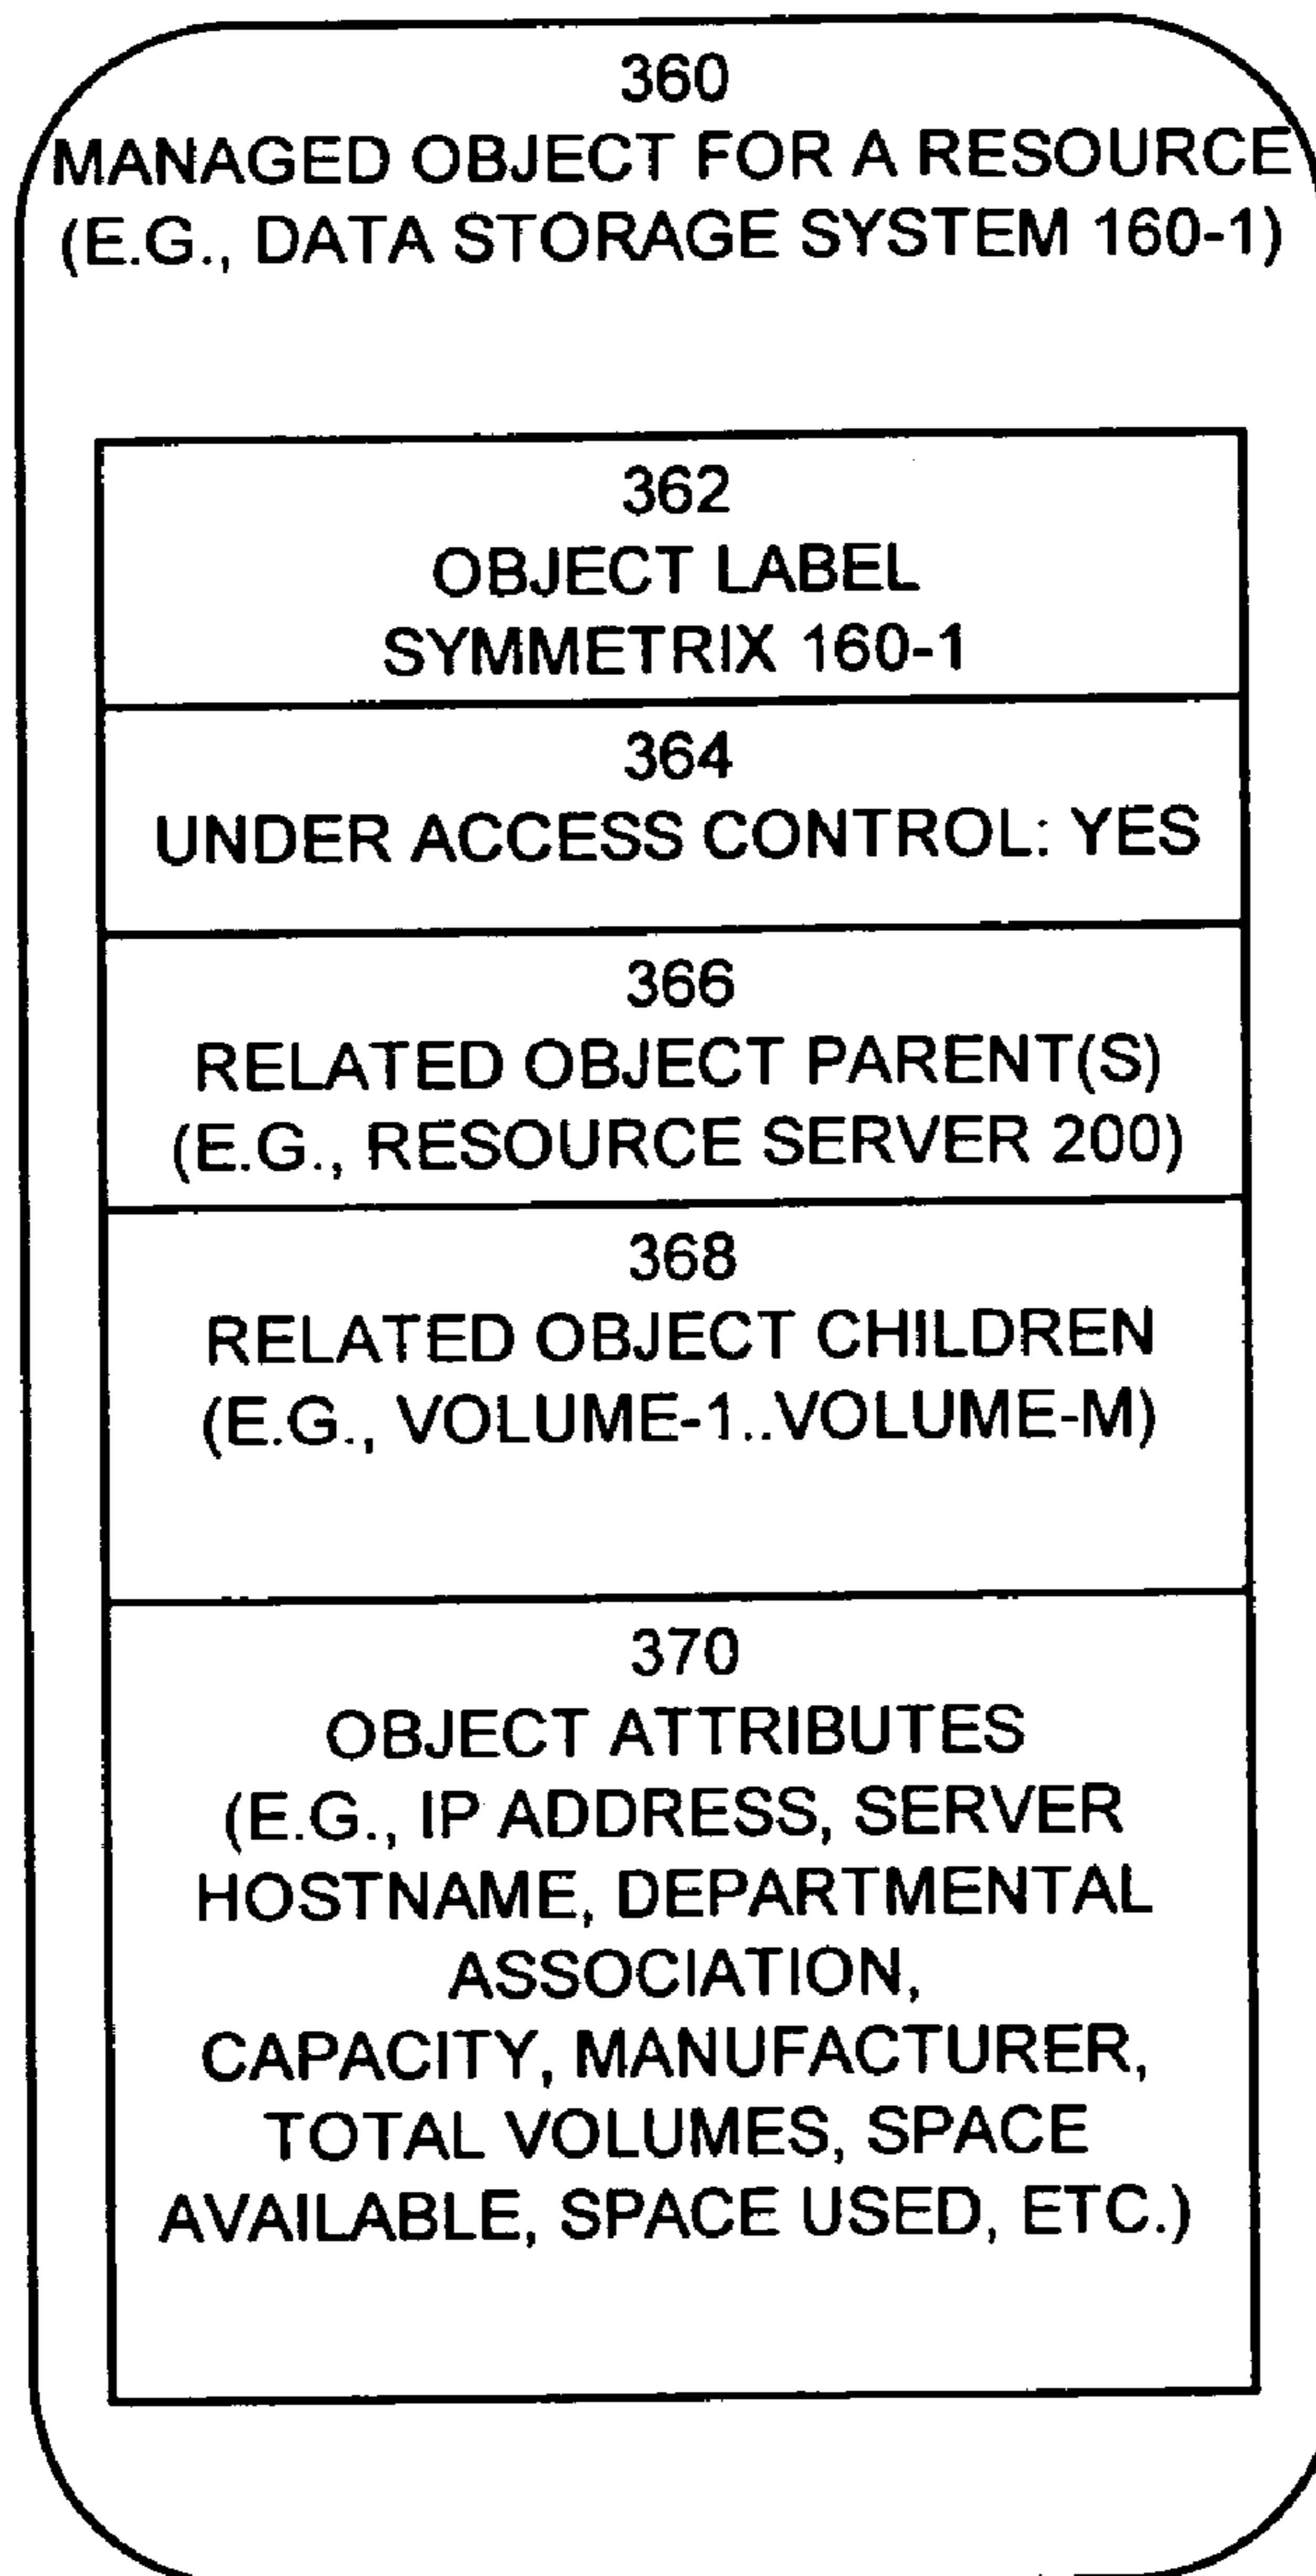 360
MANAGED OBJECT FOR A RESOURCE
(E.G., DATA STORAGE SYSTEM 160-1)
362
OBJECT LABEL
SYMMETRIX 160-1
364
UNDER ACCESS CONTROL: YES
366
RELATED OBJECT PARENT(S)
(E.G., RESOURCE SERVER 200)
368
RELATED OBJECT CHILDREN
(E.G., VOLUME-1..VOLUME-M)
370
OBJECT ATTRIBUTES
(E.G., IP ADDRESS, SERVER
HOSTNAME, DEPARTMENTAL
ASSOCIATION,
CAPACITY, MANUFACTURER,
TOTAL VOLUMES, SPACE
AVAILABLE, SPACE USED, ETC.)